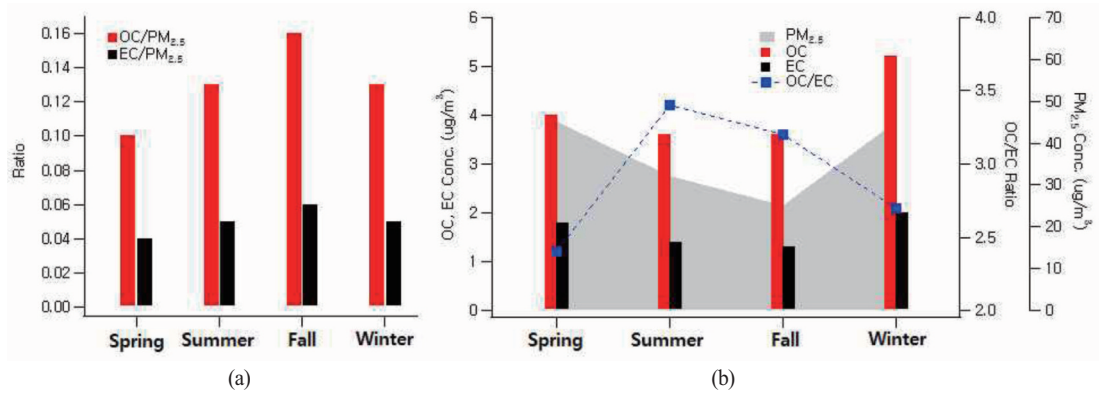 OC/PM2.5
EC/PM2.5
Ratio
0.16
0.14
0.12
0.10
0.08
0.06
0.04
0.02
0.00
Spring Summer Fall Winter
(a)
PM2.5
OC
EC
OC/EC
OC, EC Conc. (ug/m3)
6
5
4
3
2
1
0
Spring Summer Fall Winter
4.0
3.5
3.0
2.5
2.0
OC/EC Ratio
70
60
50
40
30
20
10
0
PM2.5 Conc. (ug/m3)
(b)